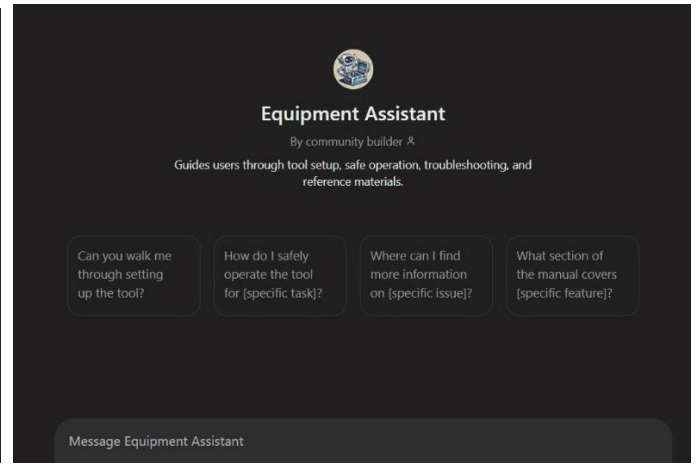 Equipment Assistant
By community builder
Guides users through tool setup, safe operation, troubleshooting, and
reference materials.
Can you walk me
through setting
up the tool?
How do I safely
operate the tool
for [specific task]?
Where can I find
more information
on [specific issue]?
What section of
the manual covers
[specific feature]?
Message Equipment Assistant